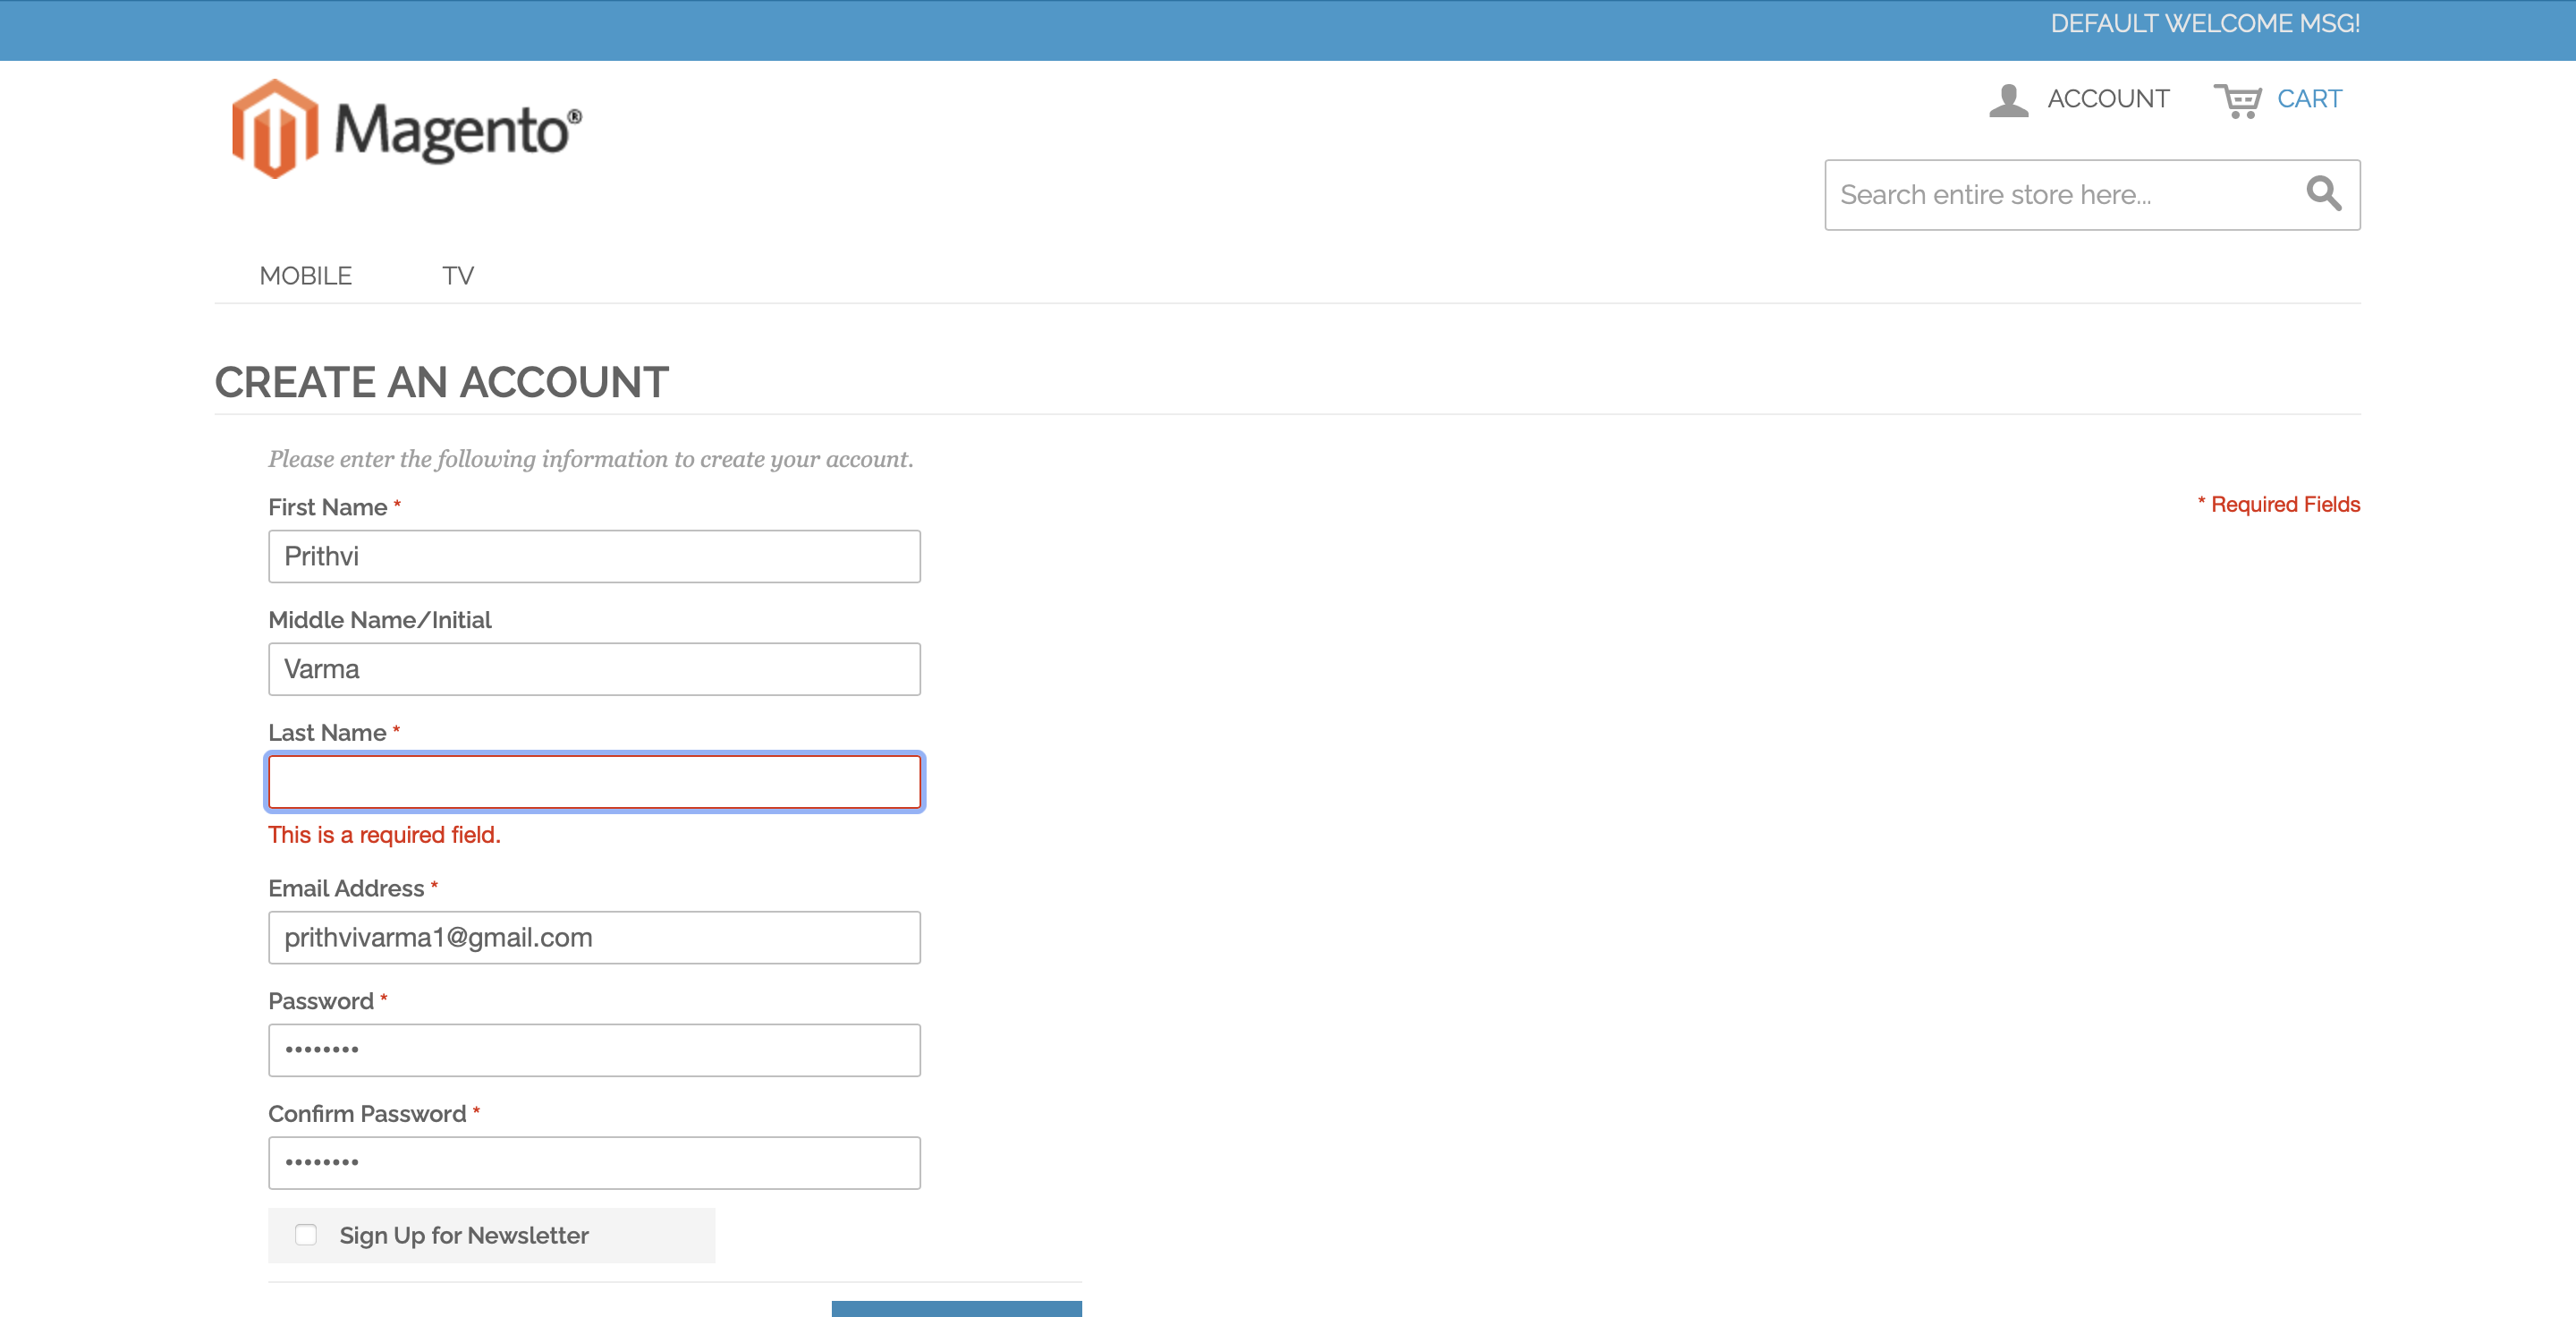 DEFAULT WELCOME MSG!
Magento®
ACCOUNT
CART
Search entire store here...
MOBILE
TV
CREATE AN ACCOUNT
Please enter the following information to create your account.
First Name *
* Required Fields
Prithvi
Middle Name/Initial
Varma
Last Name *
This is a required field.
Email Address *
prithvivarma1@gmail.com
Password *
••••••••
Confirm Password *
••••••••
Sign Up for Newsletter